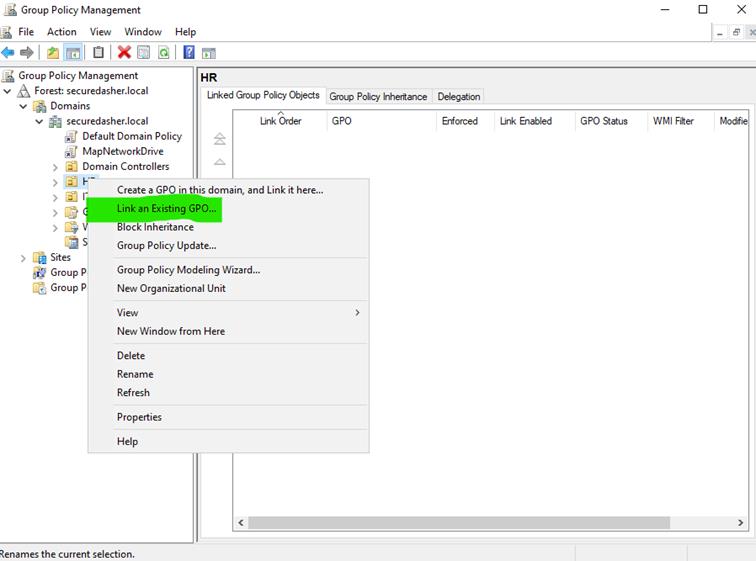 Group Policy Management
File Action View Window Help
Group Policy Management
Forest: securedasher.local
Domains
securedasher.local
Default Domain Policy
MapNetworkDrive
Domain Controllers
Sites
Group P
Group P
Create a GPO in this domain, and Link it here...
Link an Existing GPO...
Block Inheritance
Group Policy Update...
Group Policy Modeling Wizard...
New Organizational Unit
View
New Window from Here
Delete
Rename
Refresh
Properties
Help
HR
Linked Group Policy Objects Group Policy Inheritance Delegation
Link Order GPO Enforced Link Enabled GPO Status WMI Filter Modifie
Renames the current selection.